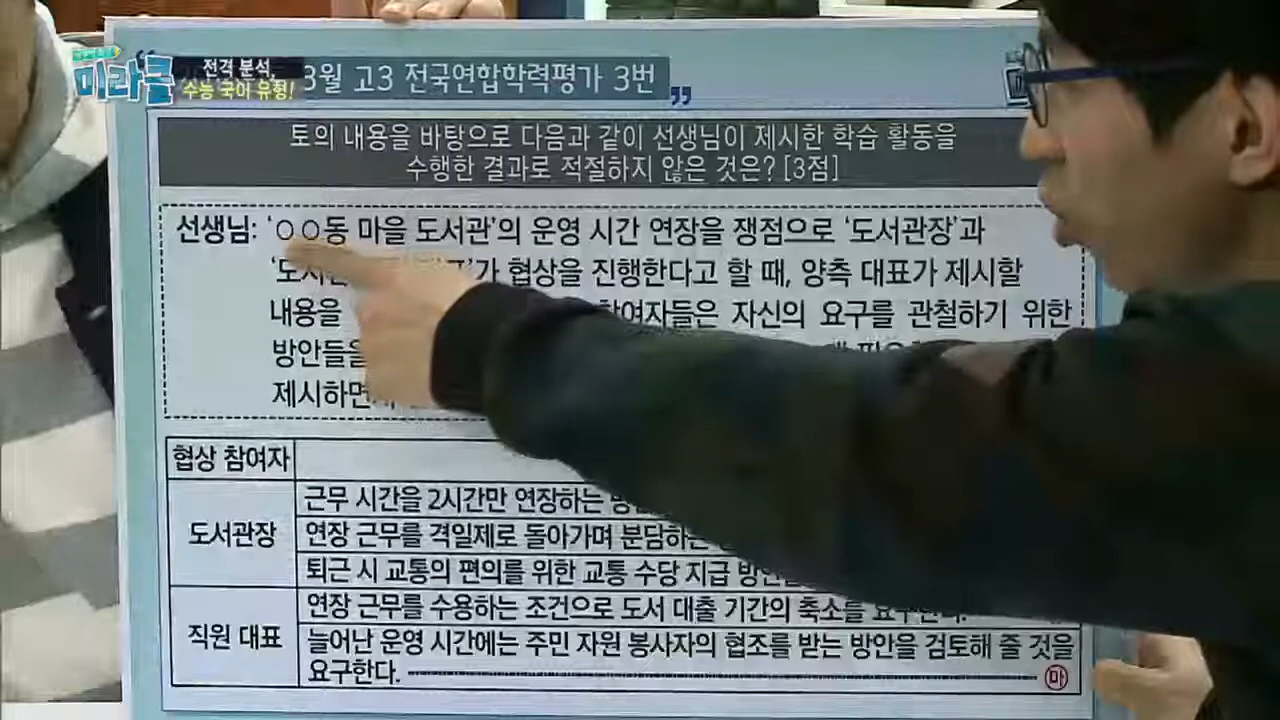 미라클
전격 분석,
수능 국어 유형!
3월 고3 전국연합학력평가 3번
토의 내용을 바탕으로 다음과 같이 선생님이 제시한 학습 활동을
수행한 결과로 적절하지 않은 것은? [3점]
선생님: ‘○○동 마을 도서관’의 운영 시간 연장을 쟁점으로 ‘도서관장’과
가 협상을 진행한다고 할 때, 양측 대표가 제시할
내용을 참여자들은 자신의 요구를 관철하기 위한
방안들을
제시하면
협상 참여자
근무 시간을 2시간만 연장하는
도서관장
연장 근무를 격일제로 돌아가며 분담하는
퇴근 시 교통의 편의를 위한 교통 수당 지급 방안을
직원 대표
연장 근무를 수용하는 조건으로 도서 대출 기간의 축소를 요구한다.
늘어난 운영 시간에는 주민 자원 봉사자의 협조를 받는 방안을 검토해 줄 것을
요구한다. ㉲